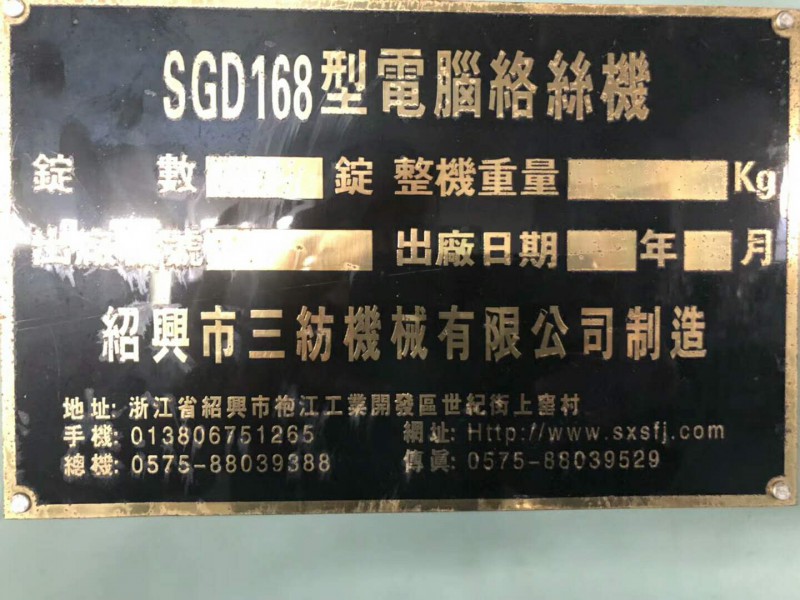 SGD168型電腦絡絲機
錠 數 錠 整機重量 Kg
出廠日期 年 月
紹興市三紡機械有限公司制造
地址: 浙江省紹興市袍江工業開發區世紀街上窑村
手機: 013806751265 網址: Http://www.sxsfj.com
總機: 0575-88039388 傳眞: 0575-88039529